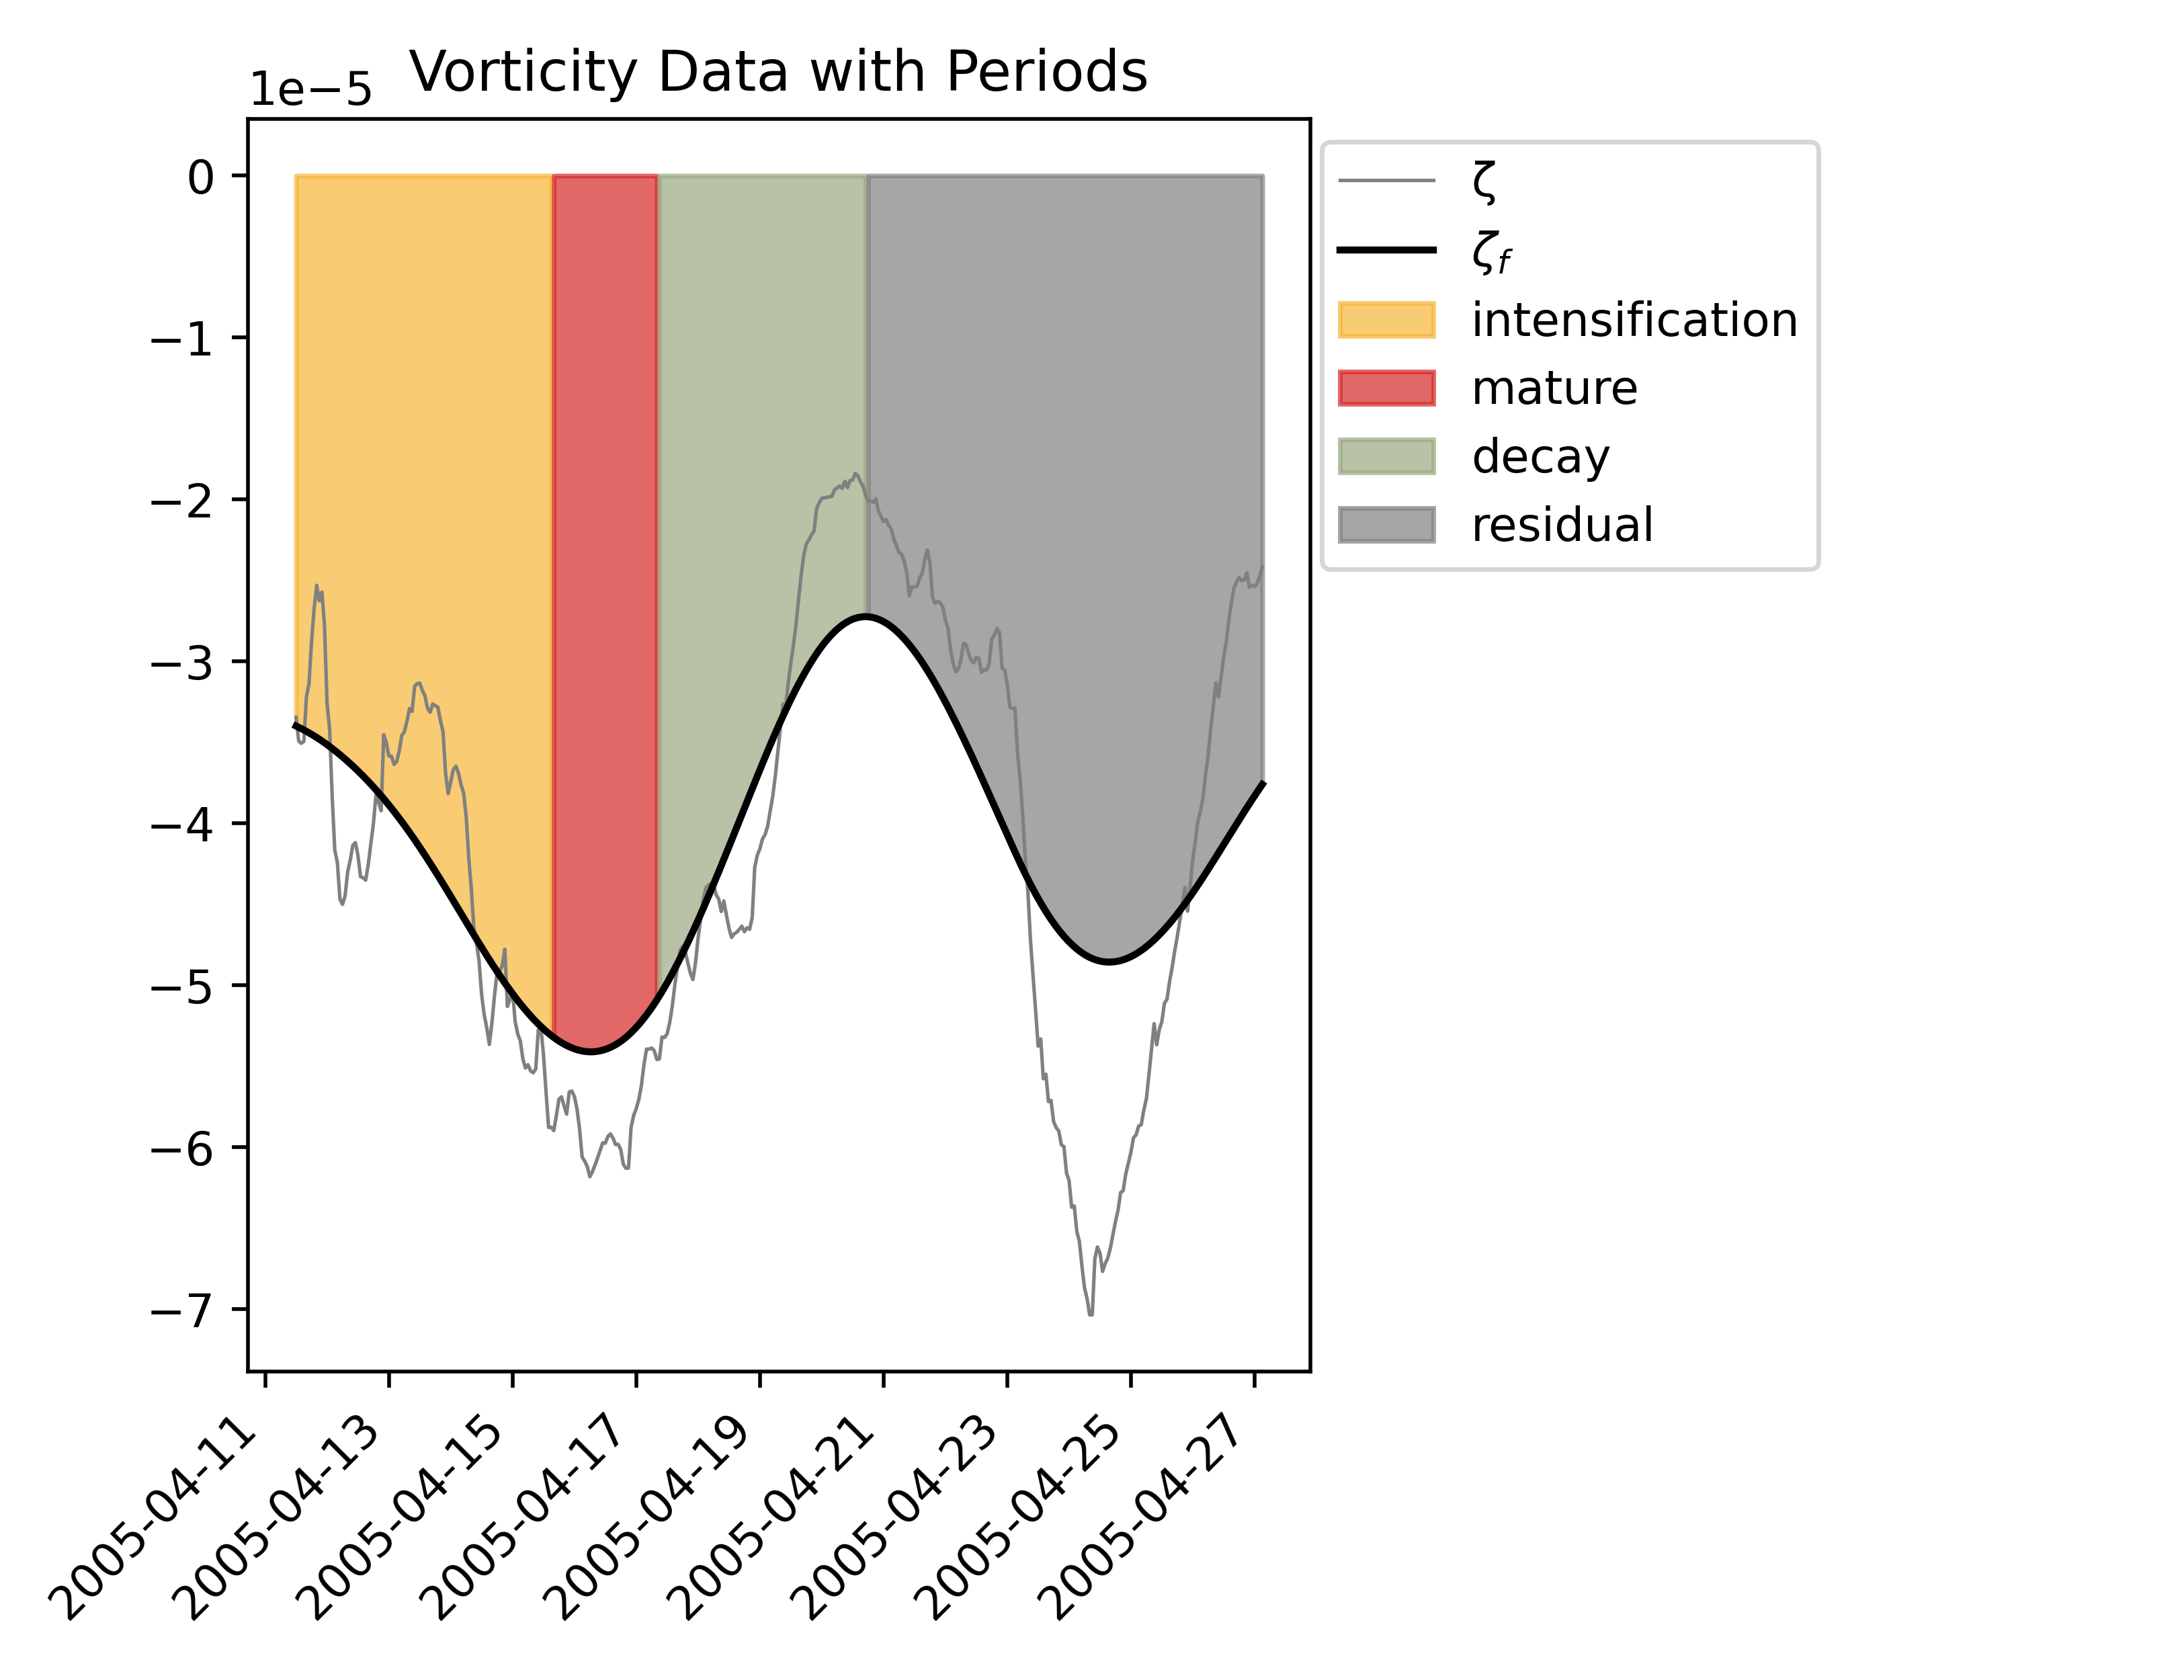 Vorticity Data with Periods
1e−5
0
−1
−2
−3
−4
−5
−6
−7
2005-04-11
2005-04-13
2005-04-15
2005-04-17
2005-04-19
2005-04-21
2005-04-23
2005-04-25
2005-04-27
ζ
ζf
intensification
mature
decay
residual